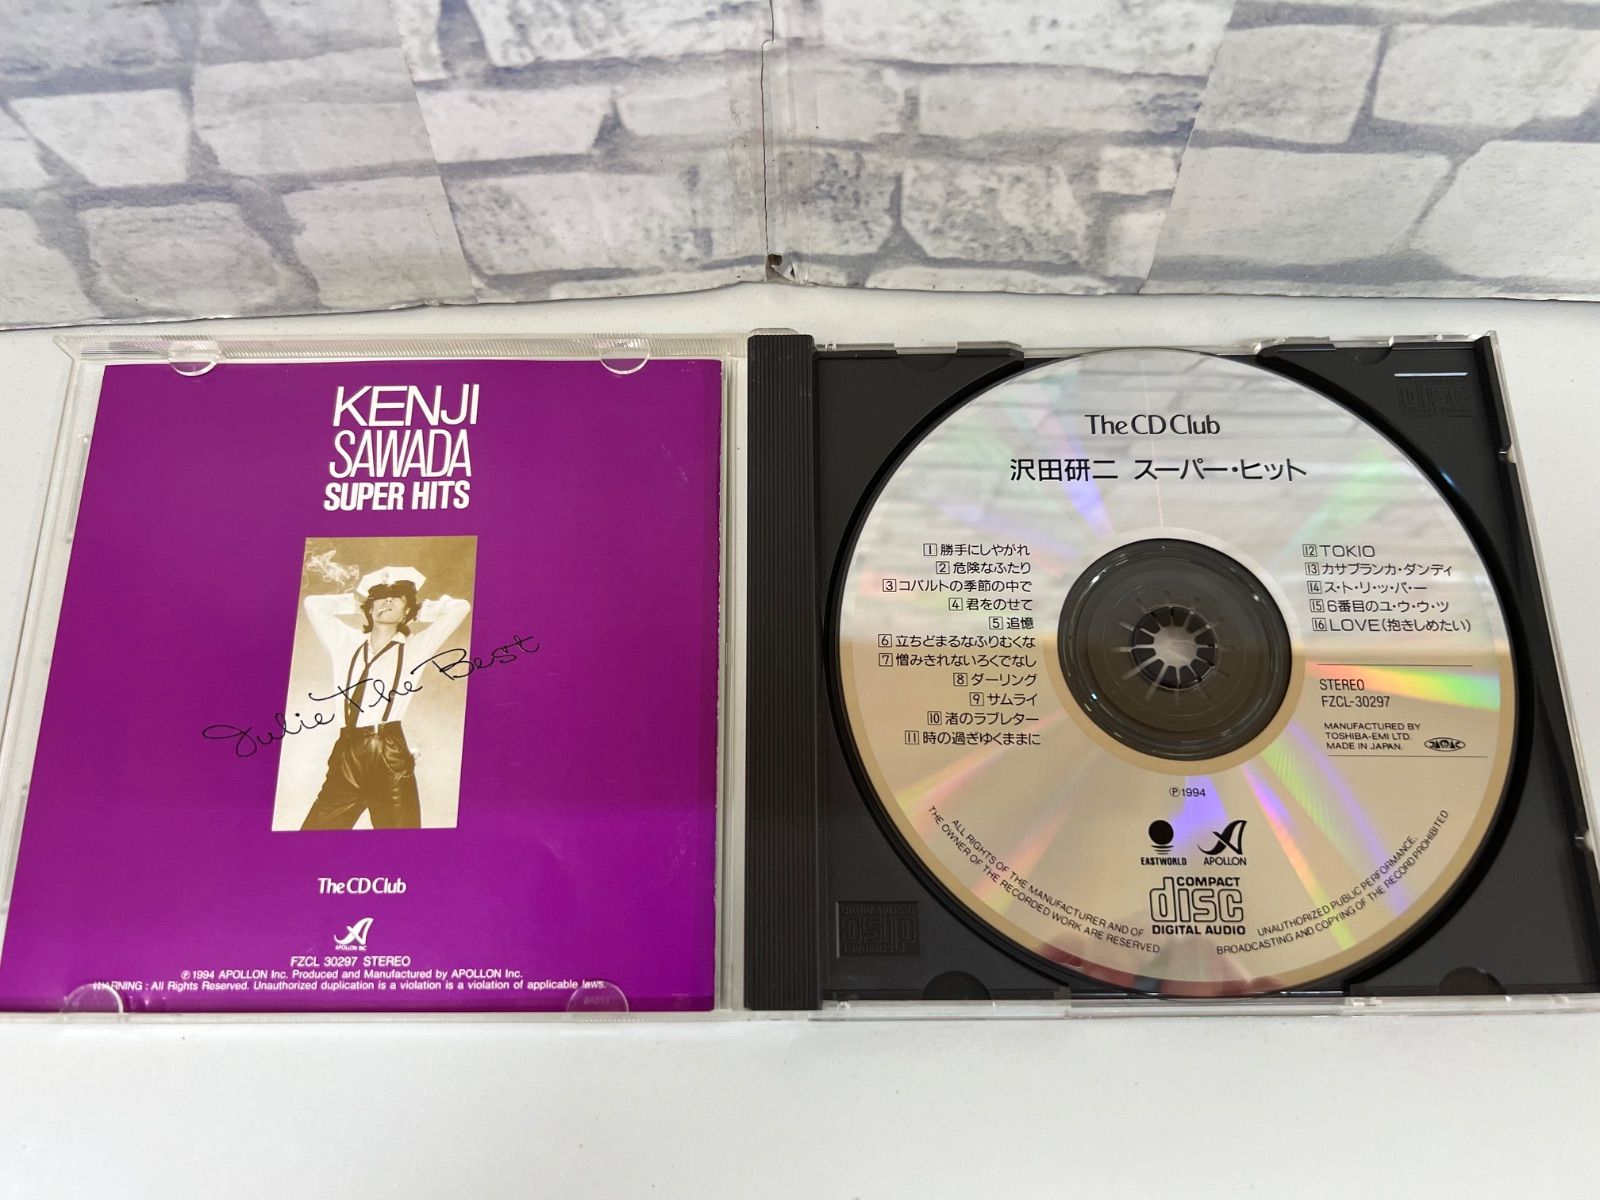 KENJI
SAWADA
SUPER HITS
Julie The Best
The CD Club
APOLLON INC
FZCL 30297 STEREO
Ⓟ1994 APOLLON Inc. Produced and Manufactured by APOLLON Inc.
WARNING : All Rights Reserved. Unauthorized duplication is a violation is a violation of applicable laws.
The CD Club
沢田研二 スーパー・ヒット
1 勝手にしやがれ
2 危険なふたり
3 コバルトの季節の中で
4 君をのせて
5 追憶
6 立ちどまるなふりむくな
7 憎みきれないろくでなし
8 ダーリング
9 サムライ
10 渚のラブレター
11 時の過ぎゆくままに
12 TOKIO
13 カサブランカ・ダンディ
14 ス・ト・リ・ッ・パ・ー
15 6番目のユ・ウ・ウ・ツ
16 LOVE(抱きしめたい)
STEREO
FZCL-30297
MANUFACTURED BY
TOSHIBA-EMI LTD.
MADE IN JAPAN.
Ⓟ1994
EASTWORLD
APOLLON
COMPACT
disc
DIGITAL AUDIO
ALL RIGHTS OF THE MANUFACTURER AND OF
THE OWNER OF THE RECORDED WORK ARE RESERVED
UNAUTHORIZED PUBLIC PERFORMANCE,
BROADCASTING AND COPYING OF THE RECORD PROHIBITED